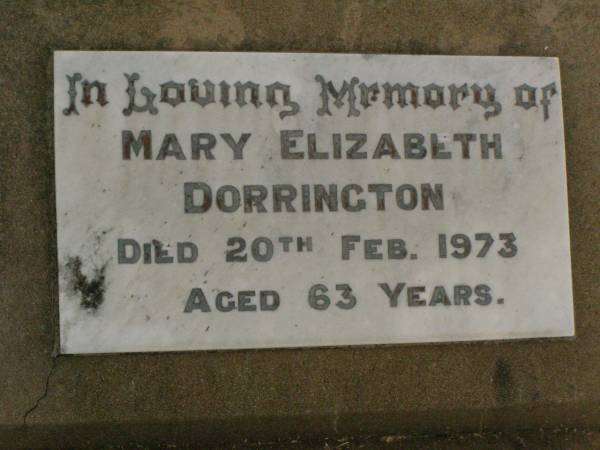 In Loving Memory of
MARY ELIZABETH
DORRINGTON
DIED 20TH FEB. 1973
AGED 63 YEARS.